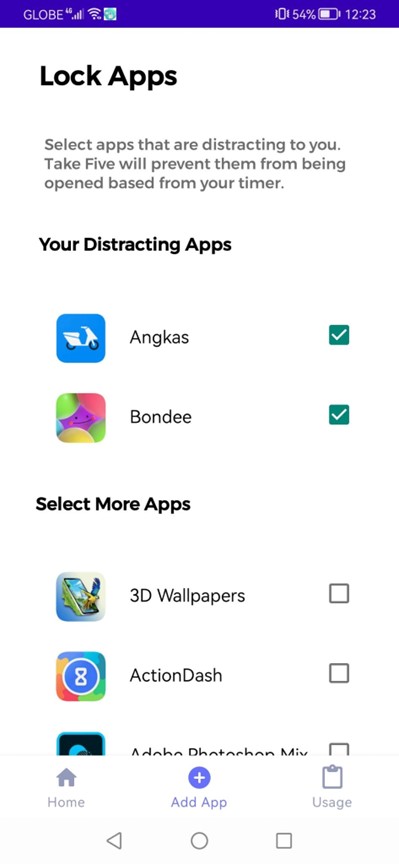 GLOBE 4G 54% 12:23
Lock Apps
Select apps that are distracting to you.
Take Five will prevent them from being
opened based from your timer.
Your Distracting Apps
Angkas
Bondee
Select More Apps
3D Wallpapers
ActionDash
Adobe Photoshop Mix
Home Add App Usage